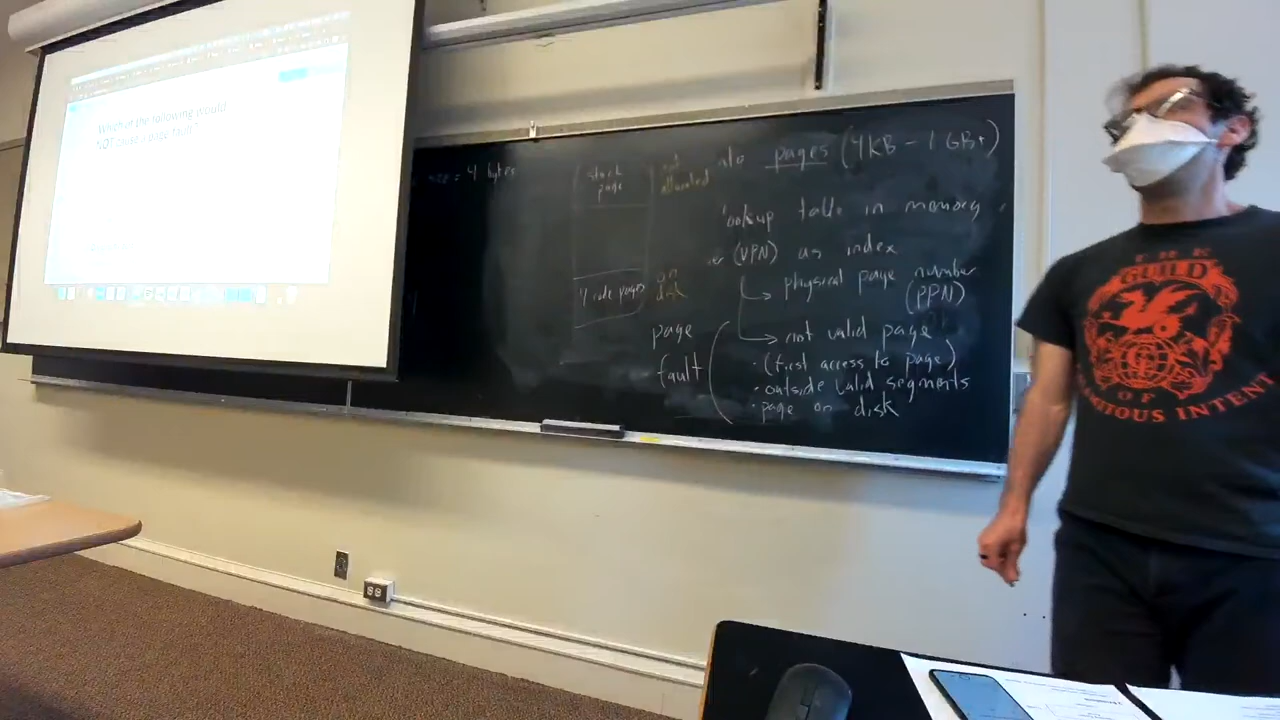 Which of the following would
NOT cause a page fault?
= 4 bytes
stack
page
not
allocated
into pages (4KB - 1 GB+)
lookup table in memory
(VPN) as index
physical page number
(PPN)
4 code pages
on
disk
page
fault
not valid page
· (first access to page)
· outside valid segments
· page on disk
THE
GUILD
OF
INTENT